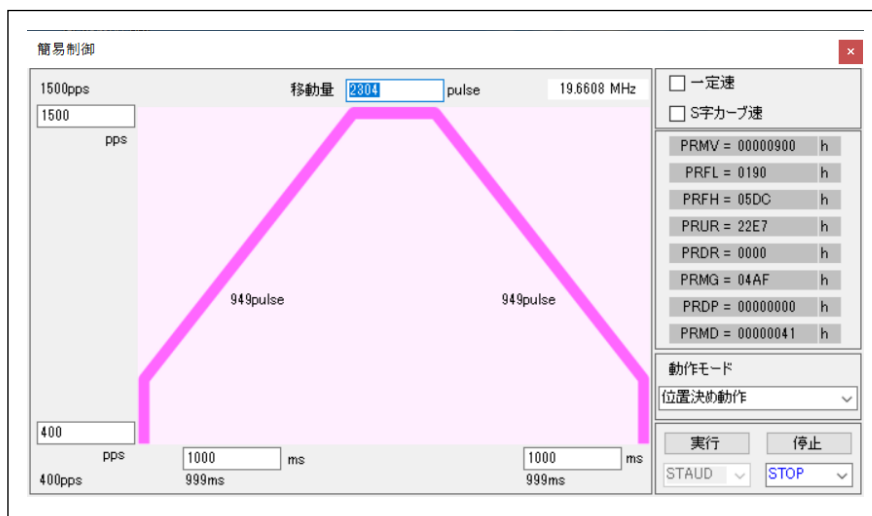 簡易制御
×
1500pps
移動量 2304 pulse
19.6608 MHz
1500
pps
949pulse
949pulse
400
pps
400pps
1000 ms
999ms
1000 ms
999ms
一定速
S字カーブ速
PRMV = 00000900 h
PRFL = 0190 h
PRFH = 05DC h
PRUR = 22E7 h
PRDR = 0000 h
PRMG = 04AF h
PRDP = 00000000 h
PRMD = 00000041 h
動作モード
位置決め動作
実行 停止
STAUD STOP